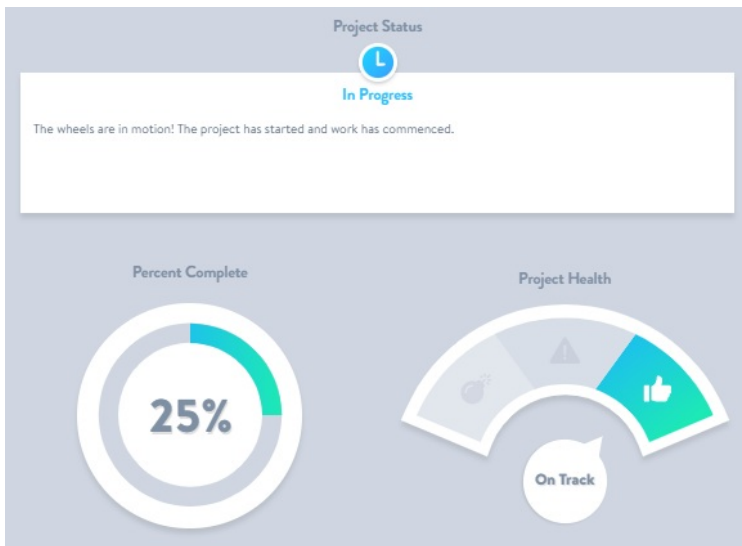 Project Status
In Progress
The wheels are in motion! The project has started and work has commenced.
Percent Complete
25%
Project Health
On Track